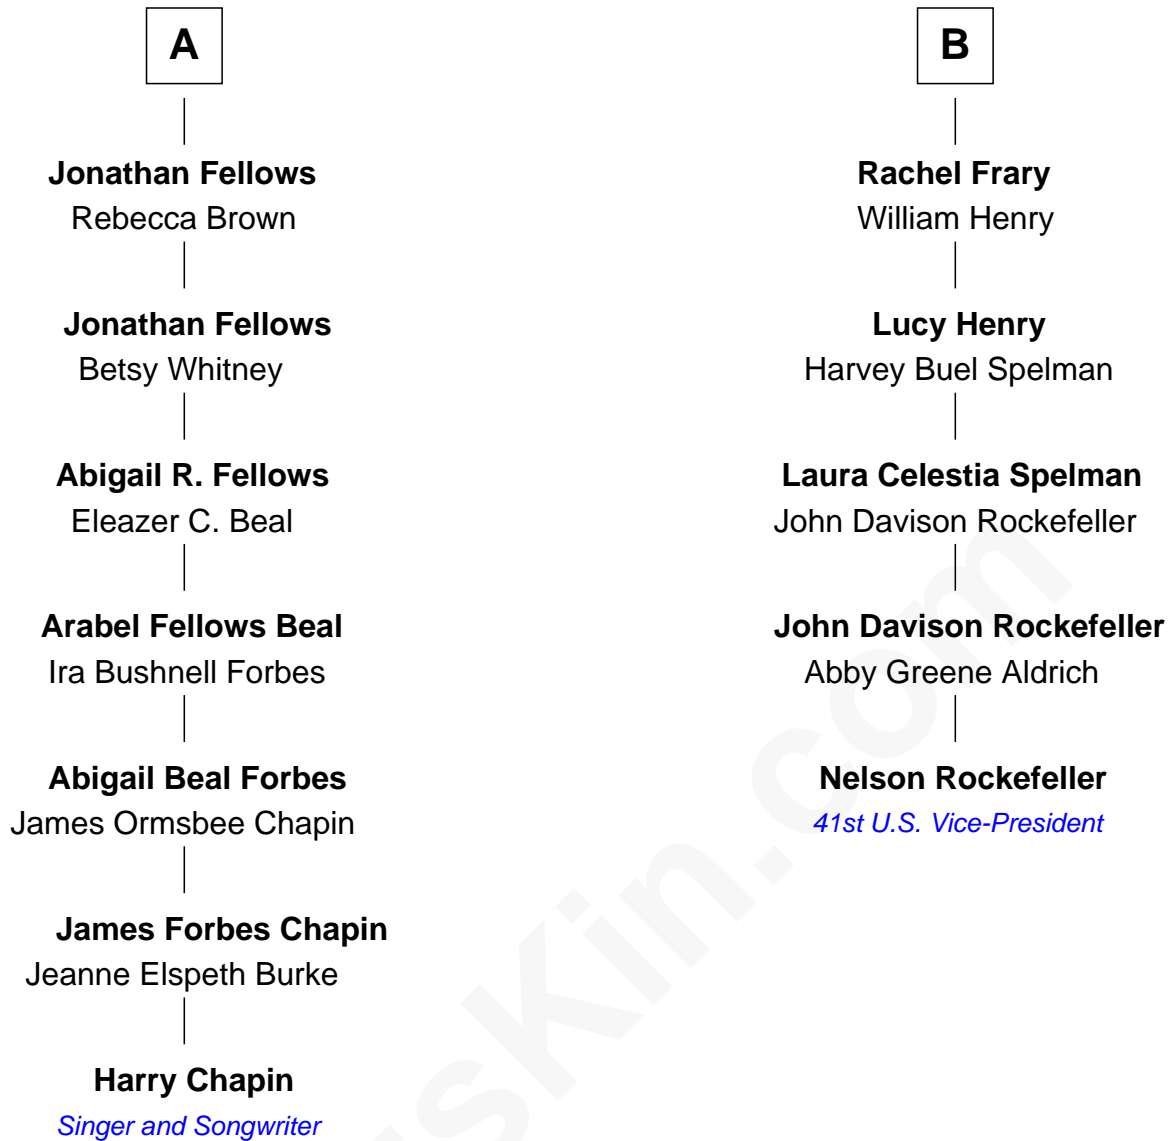 A
Jonathan Fellows
Rebecca Brown
Jonathan Fellows
Betsy Whitney
Abigail R. Fellows
Eleazer C. Beal
Arabel Fellows Beal
Ira Bushnell Forbes
Abigail Beal Forbes
James Ormsbee Chapin
James Forbes Chapin
Jeanne Elspeth Burke
Harry Chapin
Singer and Songwriter
B
Rachel Frary
William Henry
Lucy Henry
Harvey Buel Spelman
Laura Celestia Spelman
John Davison Rockefeller
John Davison Rockefeller
Abby Greene Aldrich
Nelson Rockefeller
41st U.S. Vice-President
usKin.com